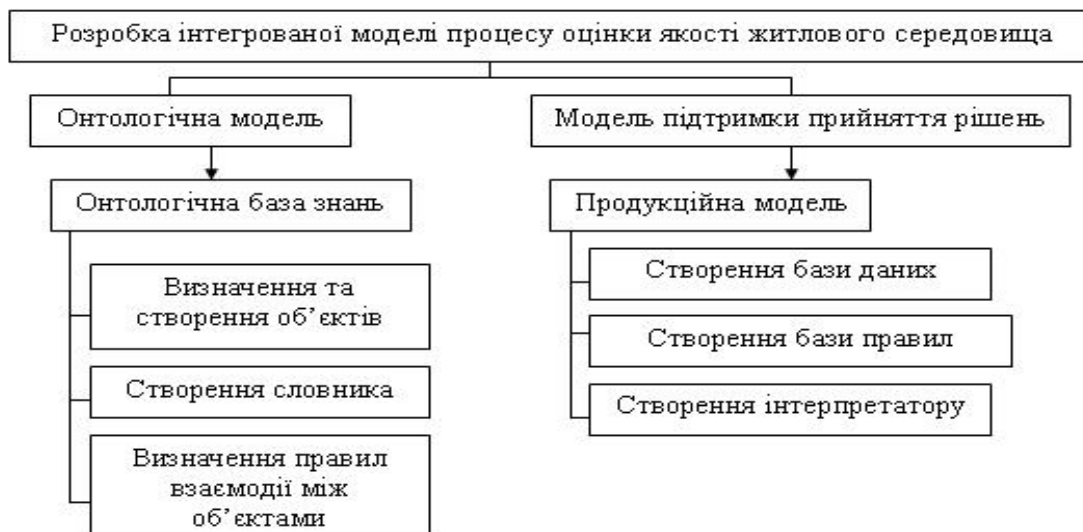 Розробка інтегрованої моделі процесу оцінки якості житлового середовища
Онтологічна модель
Модель підтримки прийняття рішень
Онтологічна база знань
Продукційна модель
Визначення та
створення об’єктів
Створення словника
Визначення правил
взаємодії між
об’єктами
Створення бази даних
Створення бази правил
Створення інтерпретатору